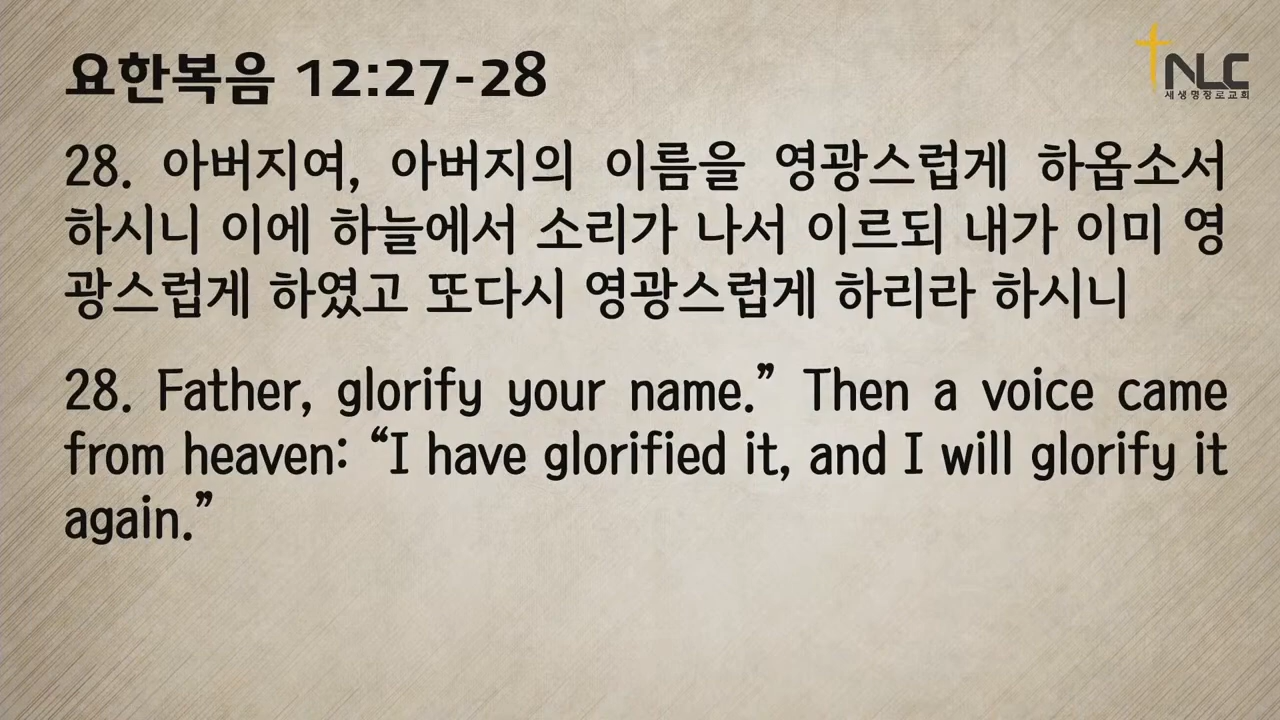 요한복음 12:27-28
NLC
새생명장로교회
28. 아버지여, 아버지의 이름을 영광스럽게 하옵소서
하시니 이에 하늘에서 소리가 나서 이르되 내가 이미 영
광스럽게 하였고 또다시 영광스럽게 하리라 하시니
28. Father, glorify your name.” Then a voice came
from heaven: “I have glorified it, and I will glorify it
again.”